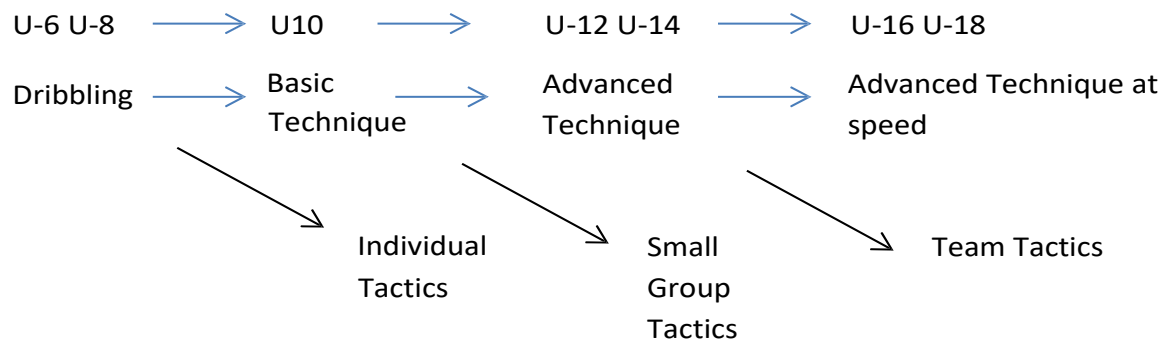 U-6 U-8 U10 U-12 U-14 U-16 U-18
Dribbling
Basic
Technique
Advanced
Technique
Advanced Technique at
speed
Individual
Tactics
Small
Group
Tactics
Team Tactics